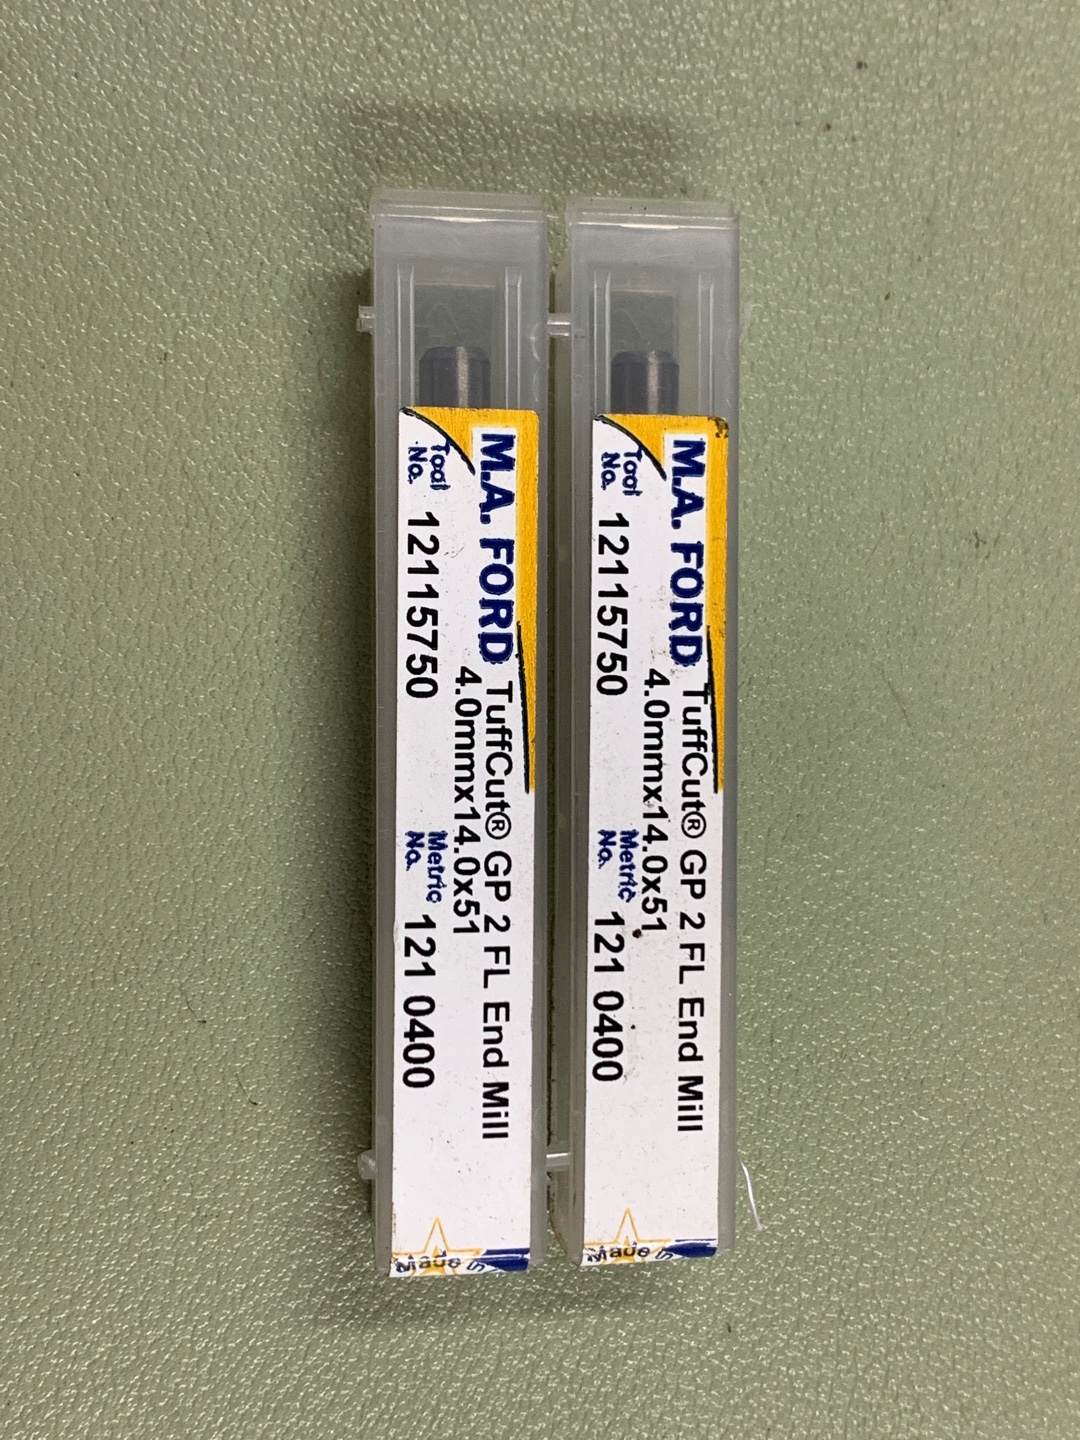 M.A. FORD
TuffCut® GP 2 FL End Mill
4.0mmx14.0x51
Tool No. 12115750
Metric No. 121 0400
Made
M.A. FORD
TuffCut® GP 2 FL End Mill
4.0mmx14.0x51
Tool No. 12115750
Metric No. 121 0400
Made